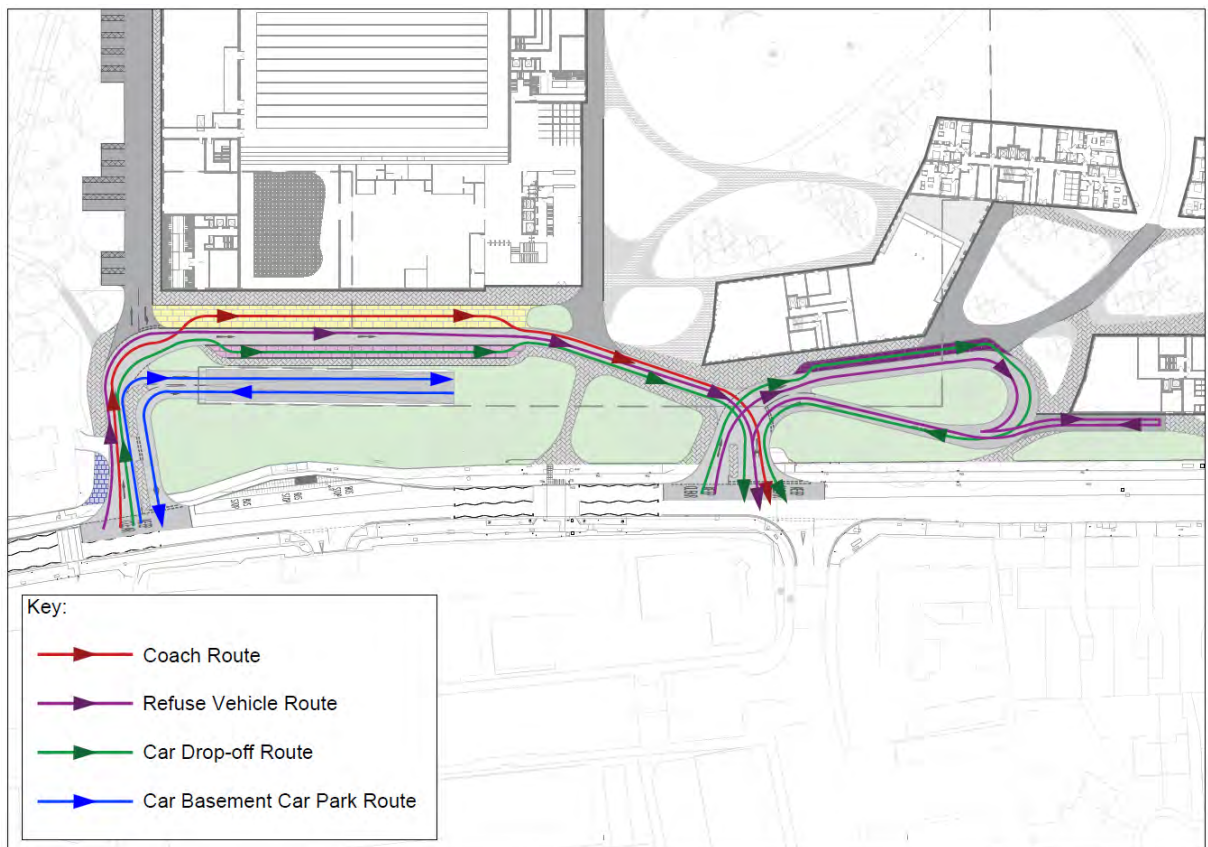 Key:
Coach Route
Refuse Vehicle Route
Car Drop-off Route
Car Basement Car Park Route